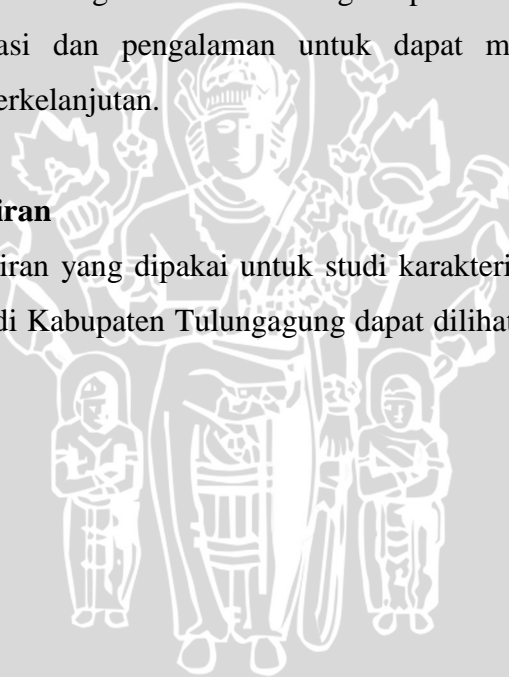 asi dan pengalaman untuk dapat m
erkelanjutan.
iran
iran yang dipakai untuk studi karakteri
di Kabupaten Tulungagung dapat dilihat